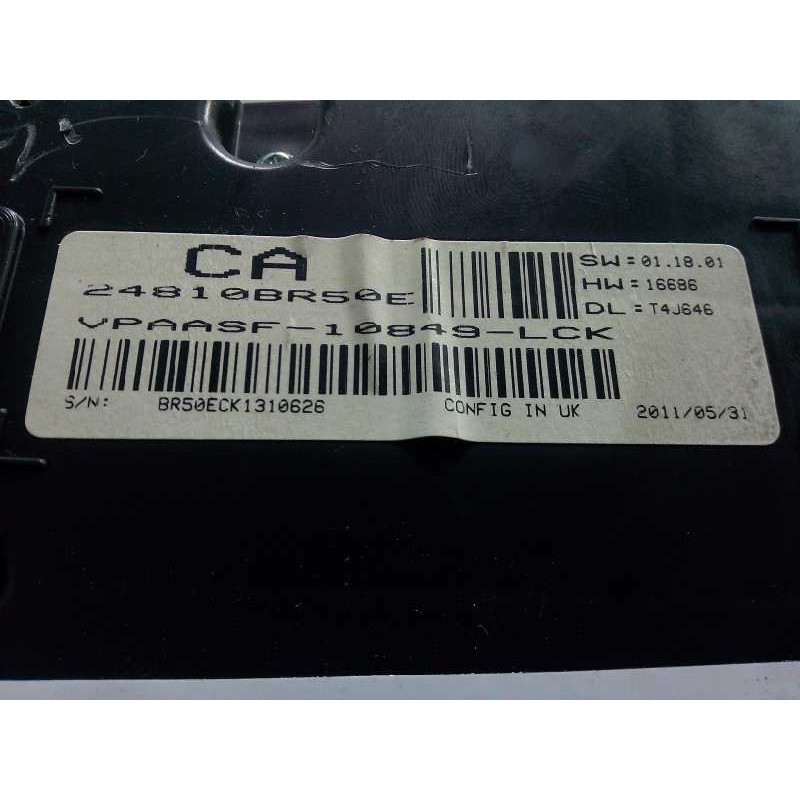 CA
24810BR50E
VPAASF-10849-LCK
SW=01.18.01
HW=16686
DL=T4J646
S/N: BR50ECK1310626 CONFIG IN UK 2011/05/31